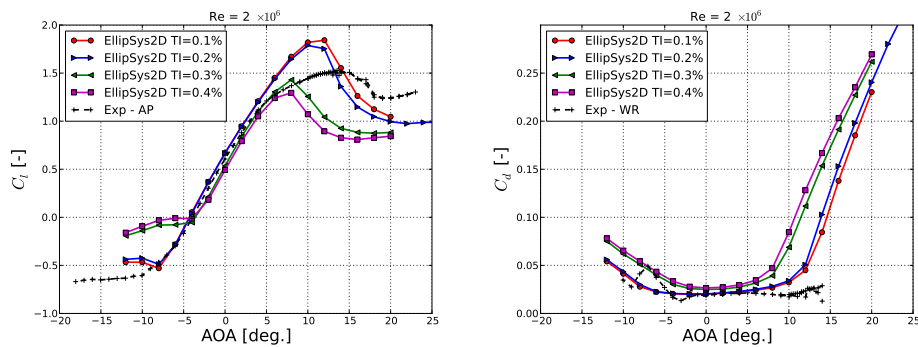 Re = 2 ×10⁶
EllipSys2D TI=0.1%
EllipSys2D TI=0.2%
EllipSys2D TI=0.3%
EllipSys2D TI=0.4%
Exp - AP
2.0
1.5
1.0
0.5
0.0
−0.5
−1.0
C_l [-]
−20 −15 −10 −5 0 5 10 15 20 25
AOA [deg.]
Re = 2 ×10⁶
EllipSys2D TI=0.1%
EllipSys2D TI=0.2%
EllipSys2D TI=0.3%
EllipSys2D TI=0.4%
Exp - WR
0.30
0.25
0.20
0.15
0.10
0.05
0.00
C_d [-]
−20 −15 −10 −5 0 5 10 15 20 25
AOA [deg.]